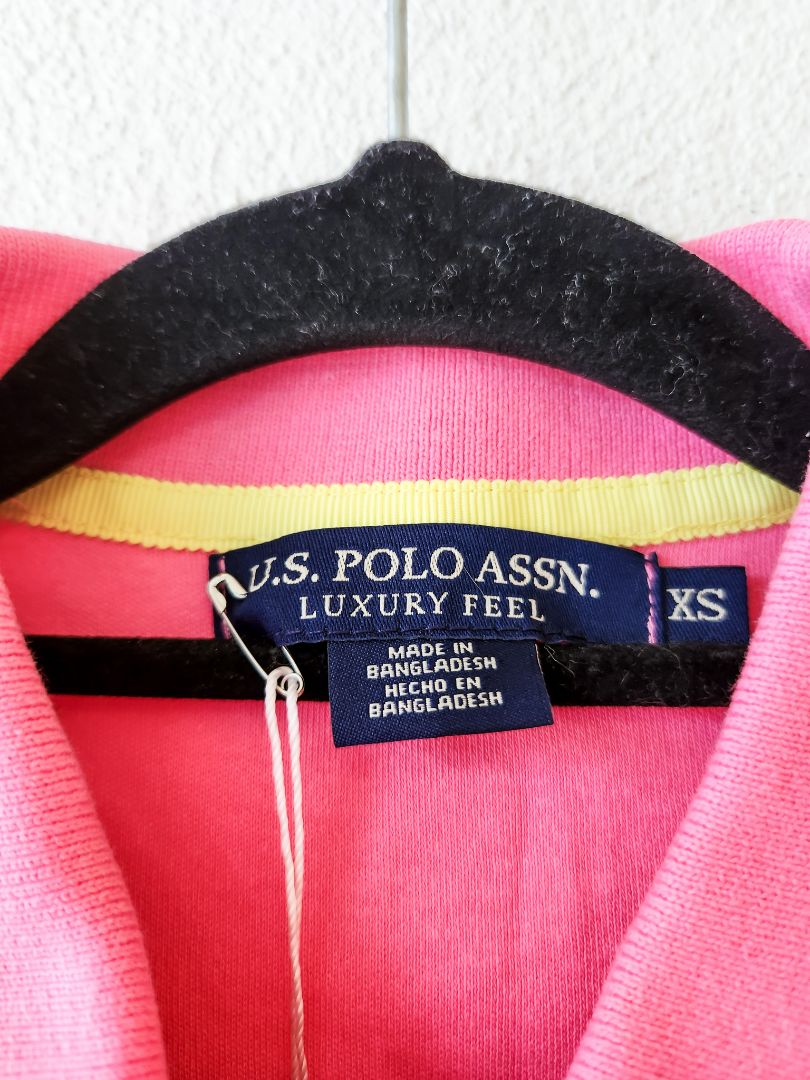 U.S. POLO ASSN.
LUXURY FEEL
XS
MADE IN
BANGLADESH
HECHO EN
BANGLADESH